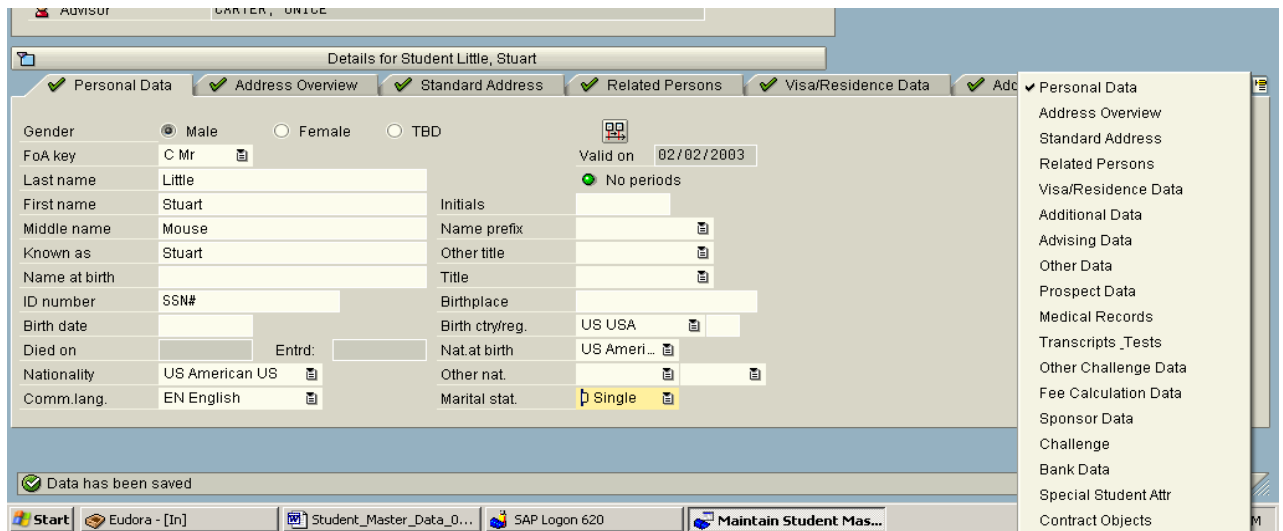 Advisor CARTER, UNICE
Details for Student Little, Stuart
Personal Data Address Overview Standard Address Related Persons Visa/Residence Data Add
Gender Male Female TBD
FoA key C Mr Valid on 02/02/2003
Last name Little No periods
First name Stuart Initials
Middle name Mouse Name prefix
Known as Stuart Other title
Name at birth Title
ID number SSN# Birthplace
Birth date Birth ctry/reg. US USA
Died on Entrd: Nat.at birth US Ameri...
Nationality US American US Other nat.
Comm.lang. EN English Marital stat. 0 Single
Data has been saved
Personal Data
Address Overview
Standard Address
Related Persons
Visa/Residence Data
Additional Data
Advising Data
Other Data
Prospect Data
Medical Records
Transcripts _Tests
Other Challenge Data
Fee Calculation Data
Sponsor Data
Challenge
Bank Data
Special Student Attr
Contract Objects
Start Eudora - [In] Student_Master_Data_0... SAP Logon 620 Maintain Student Mas... M